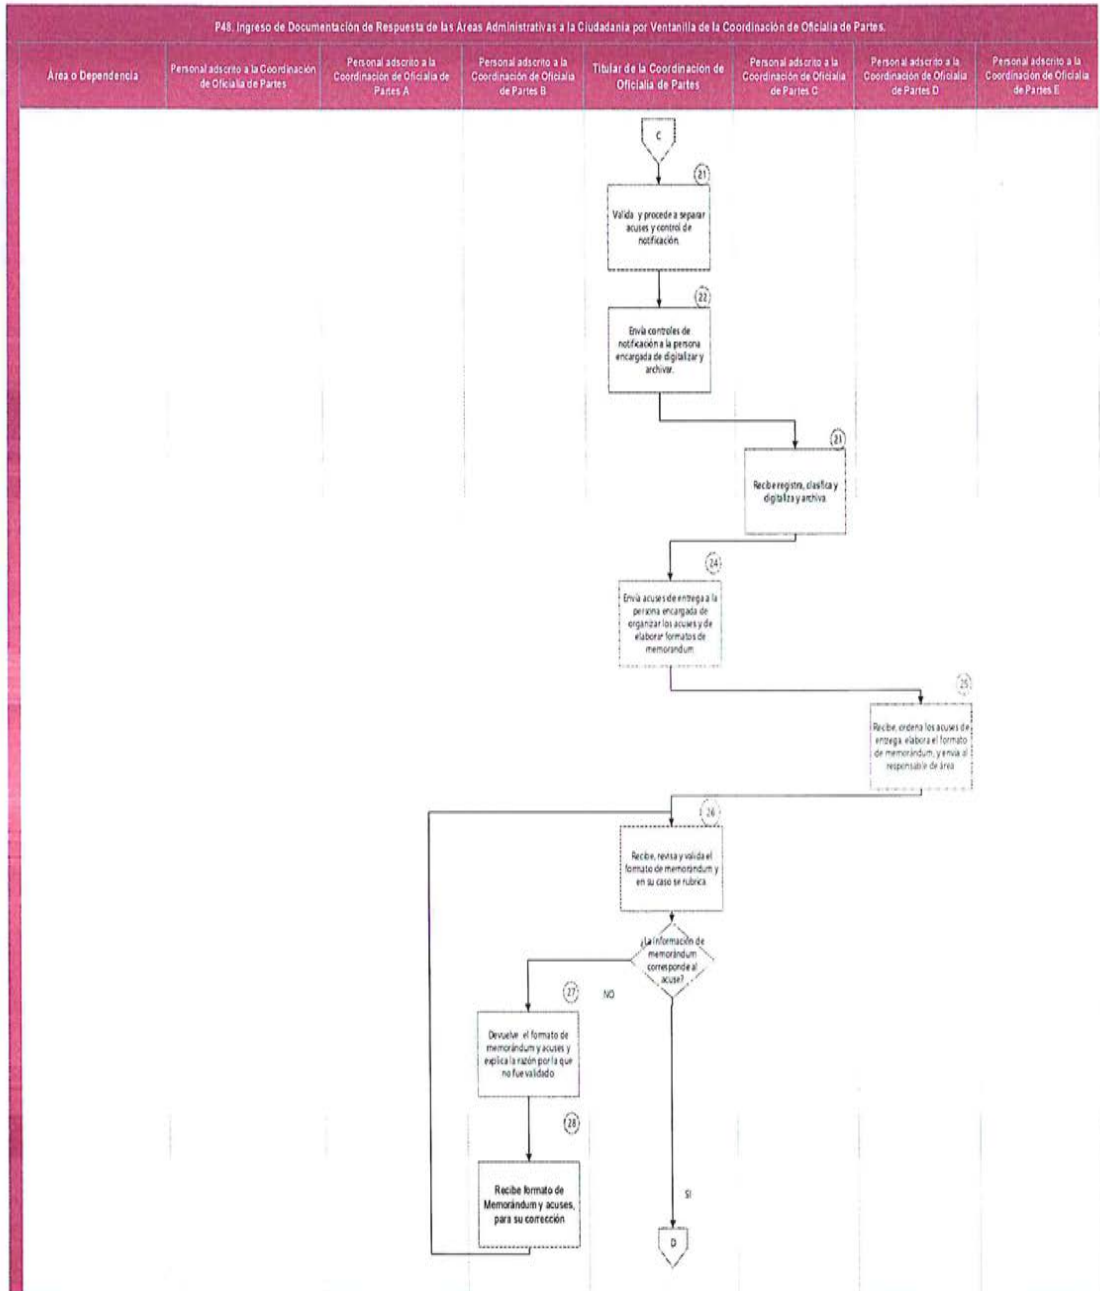 P48. Ingreso de Documentación de Respuesta de las Áreas Administrativas a la Ciudadanía por Ventanilla de la Coordinación de Oficialía de Partes.
Área o Dependencia
Personal adscrito a la Coordinación
de Oficialía de Partes
Personal adscrito a la
Coordinación de Oficialía de
Partes A
Personal adscrito a la
Coordinación de Oficialía
de Partes B
Titular de la Coordinación de
Oficialía de Partes
Personal adscrito a la
Coordinación de Oficialía
de Partes C
Personal adscrito a la
Coordinación de Oficialía
de Partes D
Personal adscrito a la
Coordinación de Oficialía
de Partes E
C
21
Valida y procede a separar
acuses y control de
notificación.
22
Envía controles de
notificación a la persona
encargada de digitalizar y
archivar.
21
Recibe registra, clasifica y
digitaliza y archiva
24
Envía acuses de entrega a la
persona encargada de
organizar los acuses y de
elaborar formatos de
memorándum
25
Recibe, ordena los acuses de
entrega, elabora el formato
de memorándum, y envía al
responsable de área
26
Recibe, revisa y valida el
formato de memorándum y
en su caso se rubrica.
¿La información de
memorándum
corresponde al
acuse?
NO
27
Devuelve el formato de
memorándum y acuses y
explica la razón por la que
no fue validado
28
Recibe formato de
Memorándum y acuses,
para su corrección
SI
D